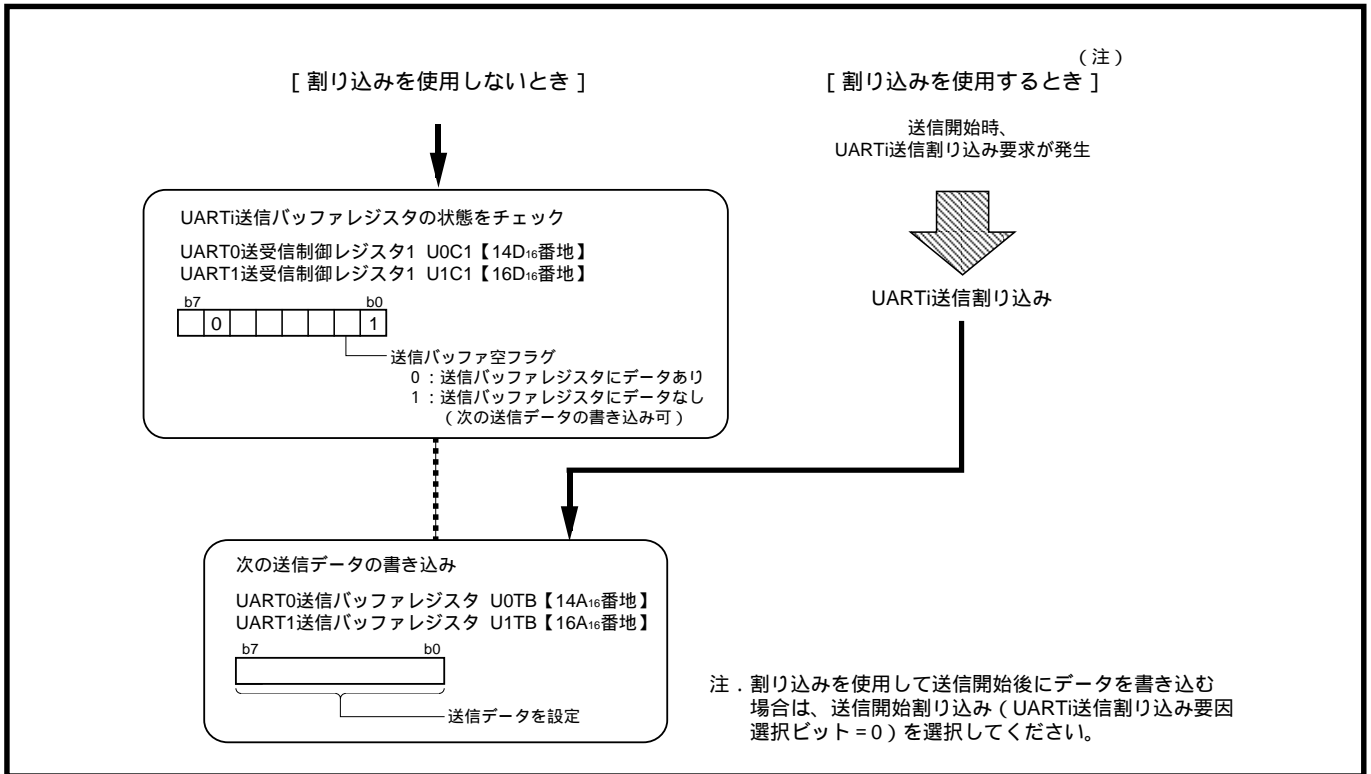 [ 割り込みを使用しないとき ]
UARTi送信バッファレジスタの状態をチェック
UART0送受信制御レジスタ1 U0C1【14D₁₆番地】
UART1送受信制御レジスタ1 U1C1【16D₁₆番地】
b7 b0
0 1
送信バッファ空フラグ
0:送信バッファレジスタにデータあり
1:送信バッファレジスタにデータなし
(次の送信データの書き込み可)
(注)
[ 割り込みを使用するとき ]
送信開始時、
UARTi送信割り込み要求が発生
UARTi送信割り込み
次の送信データの書き込み
UART0送信バッファレジスタ U0TB【14A₁₆番地】
UART1送信バッファレジスタ U1TB【16A₁₆番地】
b7 b0
送信データを設定
注.割り込みを使用して送信開始後にデータを書き込む
場合は、送信開始割り込み(UARTi送信割り込み要因
選択ビット=0)を選択してください。